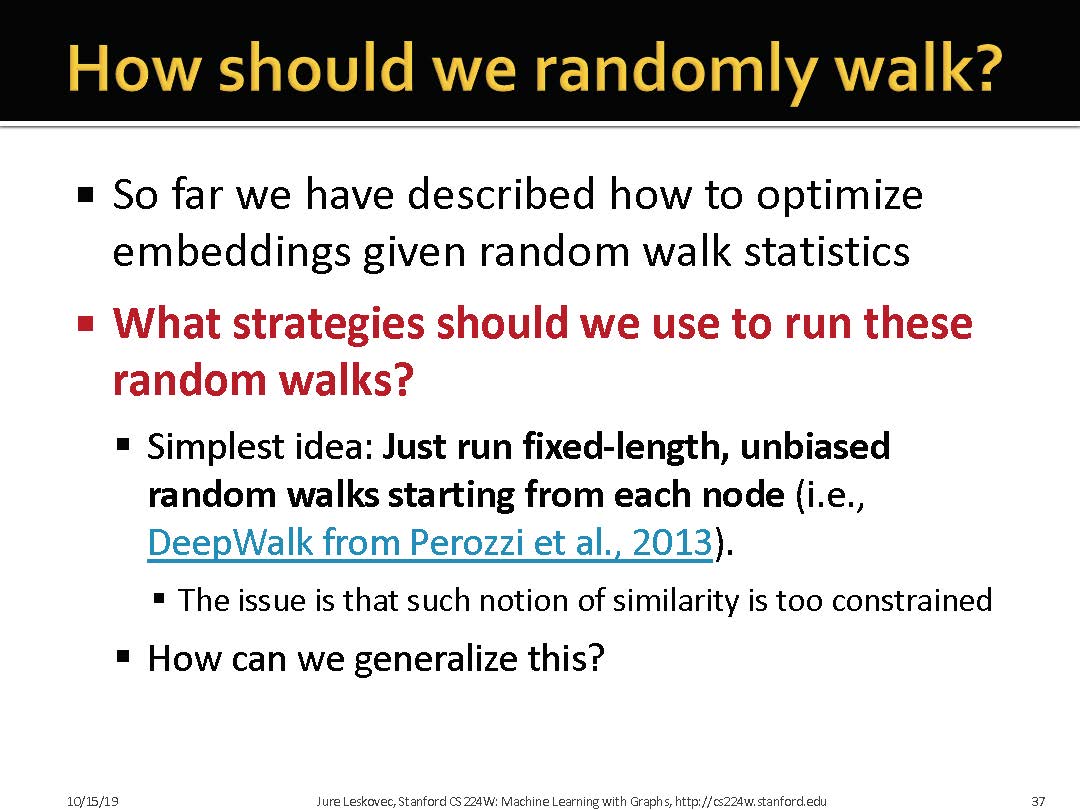 How should we randomly walk?
▪ So far we have described how to optimize
embeddings given random walk statistics
▪ What strategies should we use to run these
random walks?
▪ Simplest idea: Just run fixed-length, unbiased
random walks starting from each node (i.e.,
DeepWalk from Perozzi et al., 2013).
▪ The issue is that such notion of similarity is too constrained
▪ How can we generalize this?
10/15/19 Jure Leskovec, Stanford CS224W: Machine Learning with Graphs, http://cs224w.stanford.edu 37